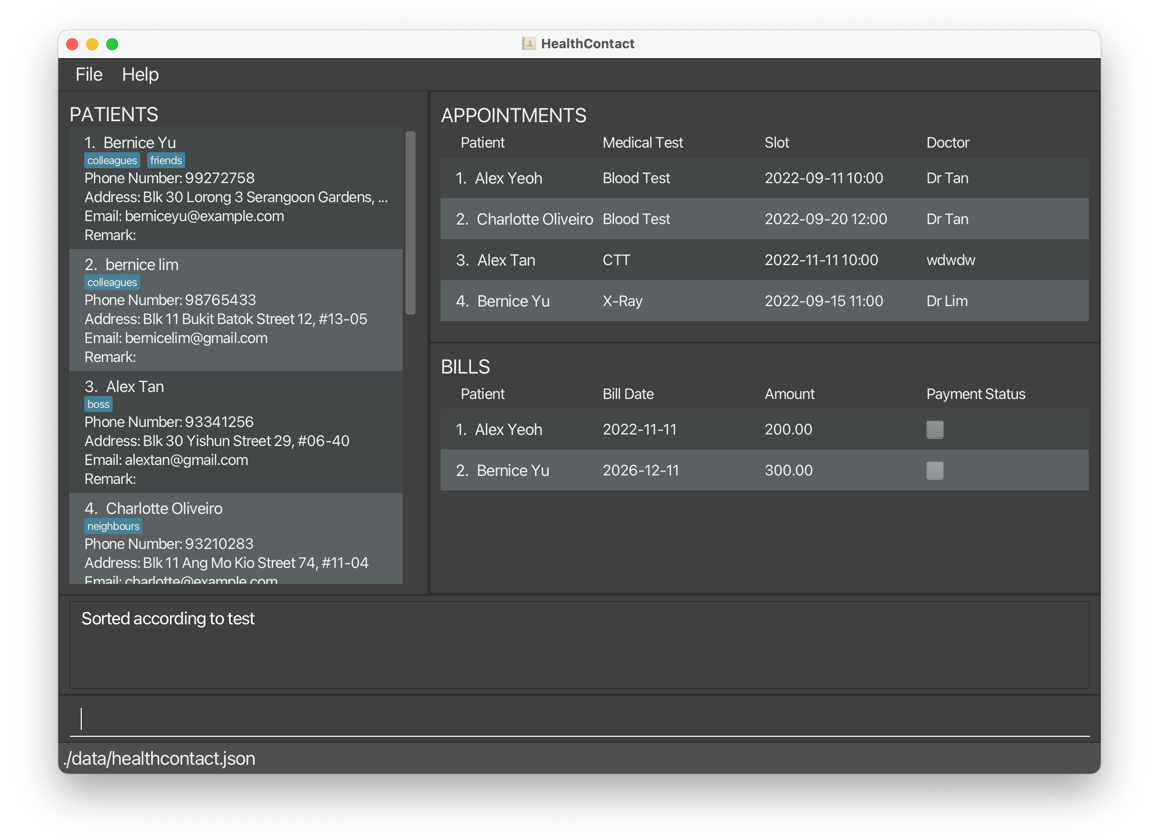 HealthContact
File Help
PATIENTS
1. Bernice Yu
colleagues friends
Phone Number: 99272758
Address: Blk 30 Lorong 3 Serangoon Gardens, ...
Email: berniceyu@example.com
Remark:
2. bernice lim
colleagues
Phone Number: 98765433
Address: Blk 11 Bukit Batok Street 12, #13-05
Email: bernicelim@gmail.com
Remark:
3. Alex Tan
boss
Phone Number: 93341256
Address: Blk 30 Yishun Street 29, #06-40
Email: alextan@gmail.com
Remark:
4. Charlotte Oliveiro
neighbours
Phone Number: 93210283
Address: Blk 11 Ang Mo Kio Street 74, #11-04
Email: charlotte@example.com
APPOINTMENTS
Patient Medical Test Slot Doctor
1. Alex Yeoh Blood Test 2022-09-11 10:00 Dr Tan
2. Charlotte Oliveiro Blood Test 2022-09-20 12:00 Dr Tan
3. Alex Tan CTT 2022-11-11 10:00 wdwdw
4. Bernice Yu X-Ray 2022-09-15 11:00 Dr Lim
BILLS
Patient Bill Date Amount Payment Status
1. Alex Yeoh 2022-11-11 200.00
2. Bernice Yu 2026-12-11 300.00
Sorted according to test
./data/healthcontact.json